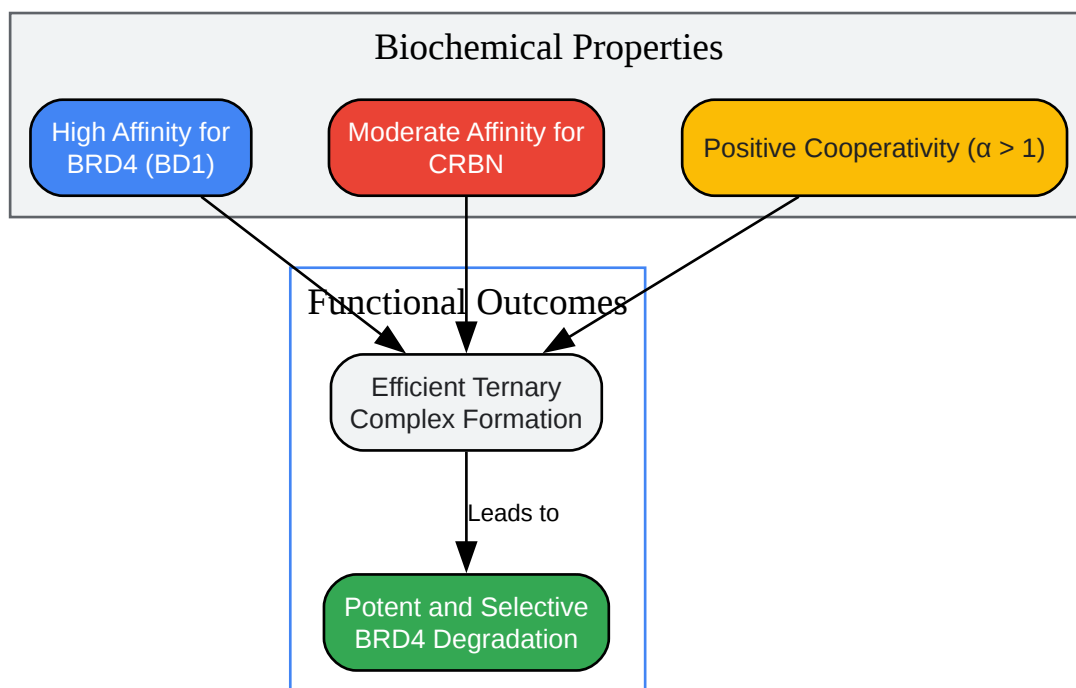 Biochemical Properties
High Affinity for
BRD4 (BD1)
Moderate Affinity for
CRBN
Positive Cooperativity (α > 1)
Functional Outcomes
Efficient Ternary
Complex Formation
Leads to
Potent and Selective
BRD4 Degradation